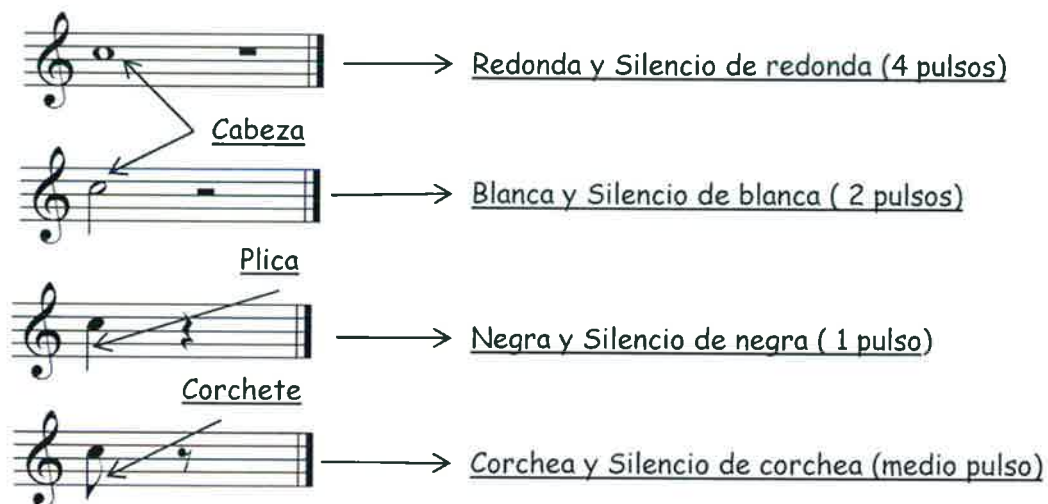 Redonda y Silencio de redonda (4 pulsos)
Cabeza
Blanca y Silencio de blanca ( 2 pulsos)
Plica
Negra y Silencio de negra ( 1 pulso)
Corchete
Corchea y Silencio de corchea (medio pulso)